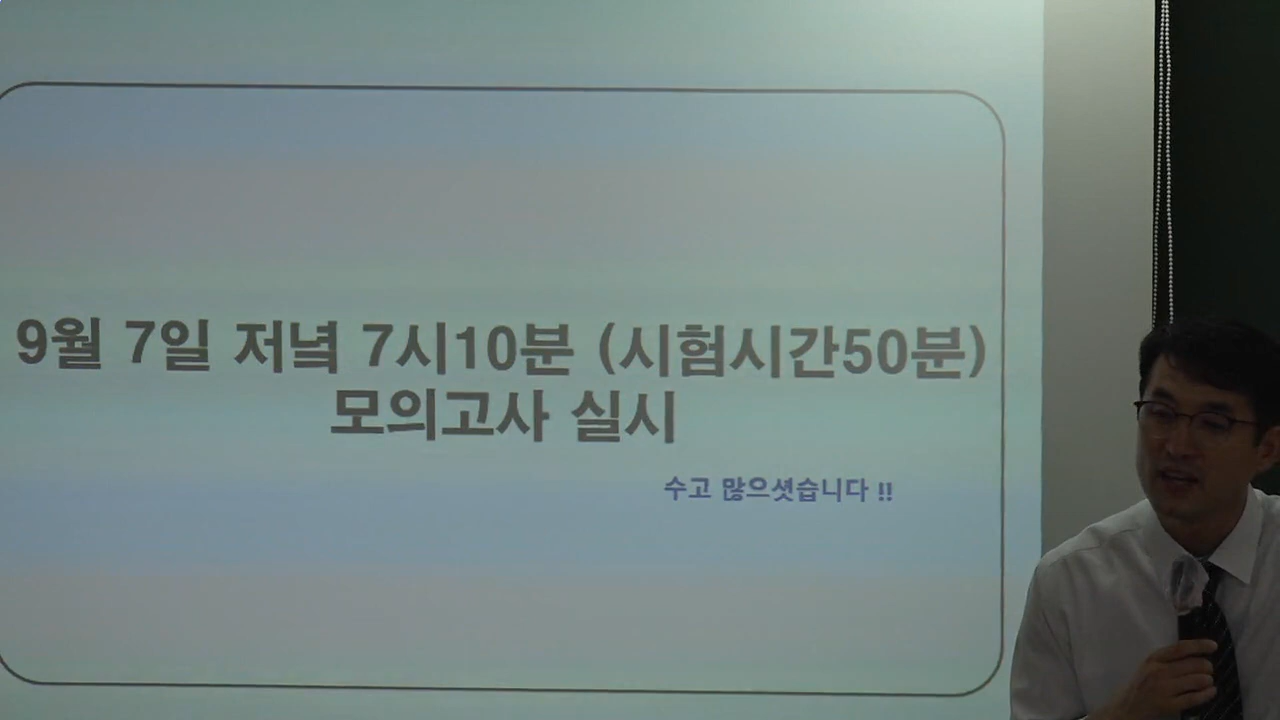 9월 7일 저녁 7시10분 (시험시간50분)
모의고사 실시
수고 많으셧습니다 !!